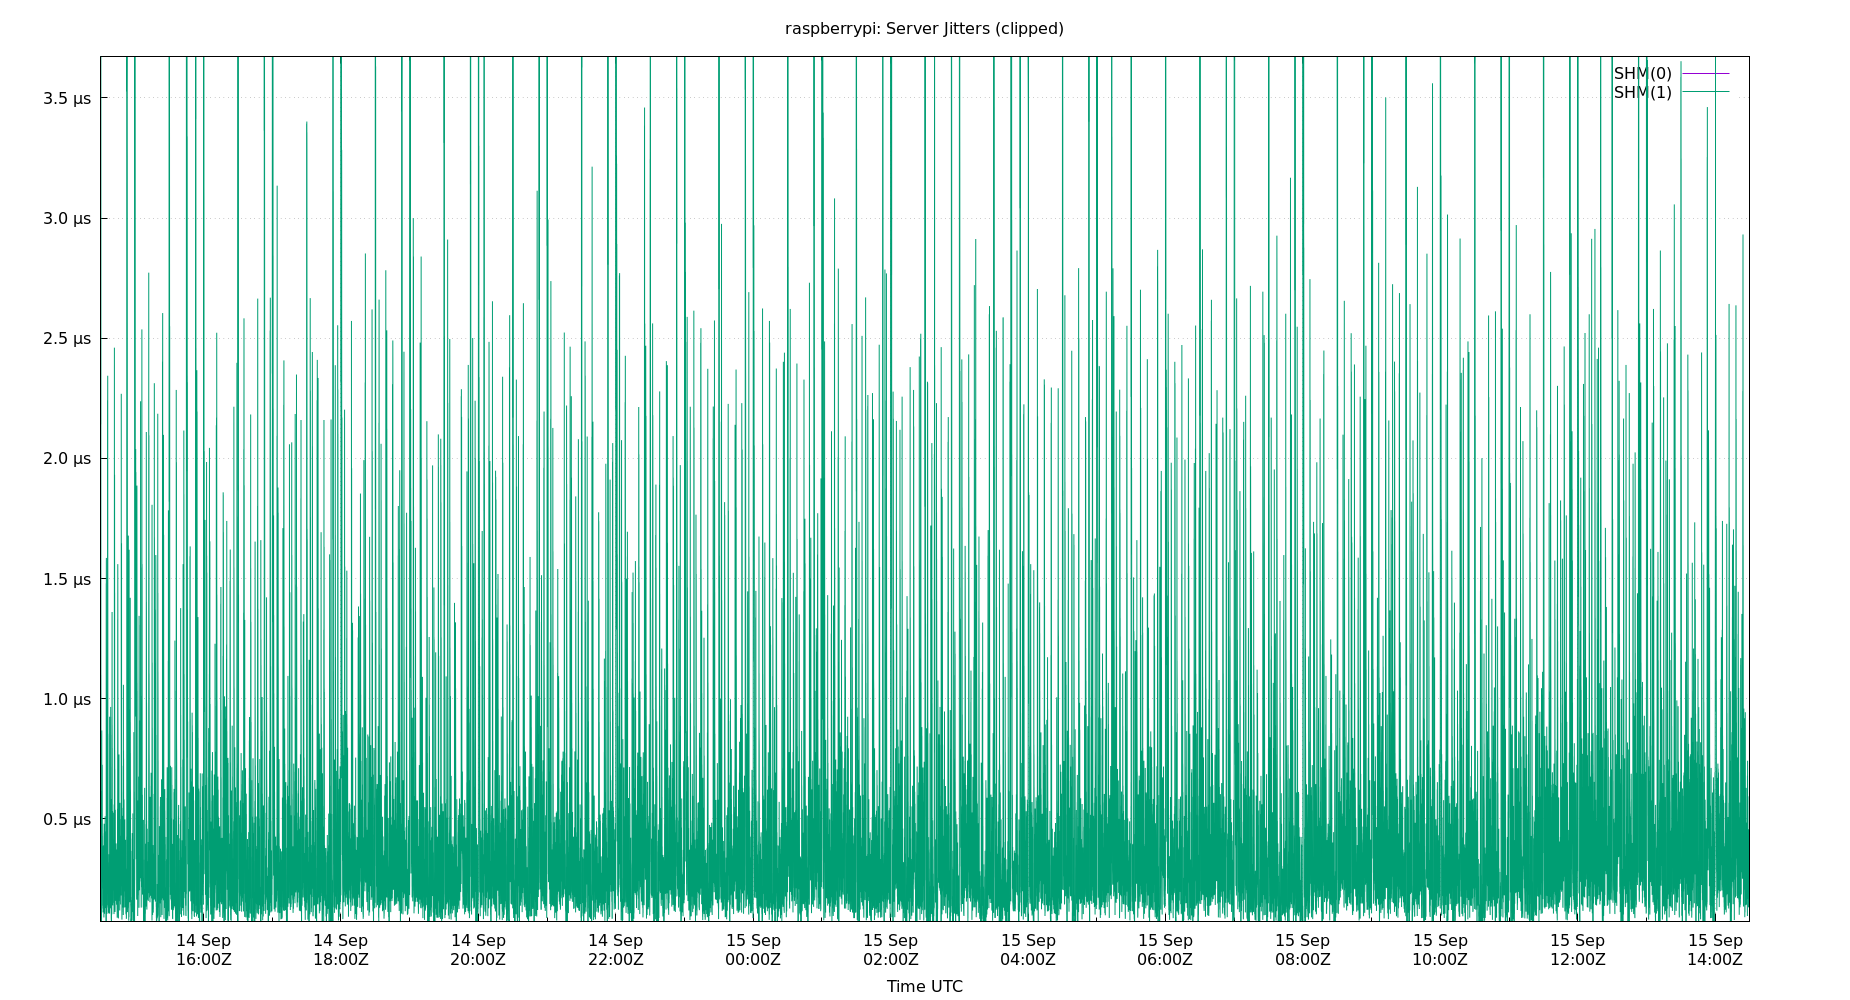 raspberrypi: Server Jitters (clipped)
SHM(0)
SHM(1)
3.5 µs
3.0 µs
2.5 µs
2.0 µs
1.5 µs
1.0 µs
0.5 µs
14 Sep 14 Sep 14 Sep 14 Sep 15 Sep 15 Sep 15 Sep 15 Sep 15 Sep 15 Sep 15 Sep 15 Sep
16:00Z 18:00Z 20:00Z 22:00Z 00:00Z 02:00Z 04:00Z 06:00Z 08:00Z 10:00Z 12:00Z 14:00Z
Time UTC